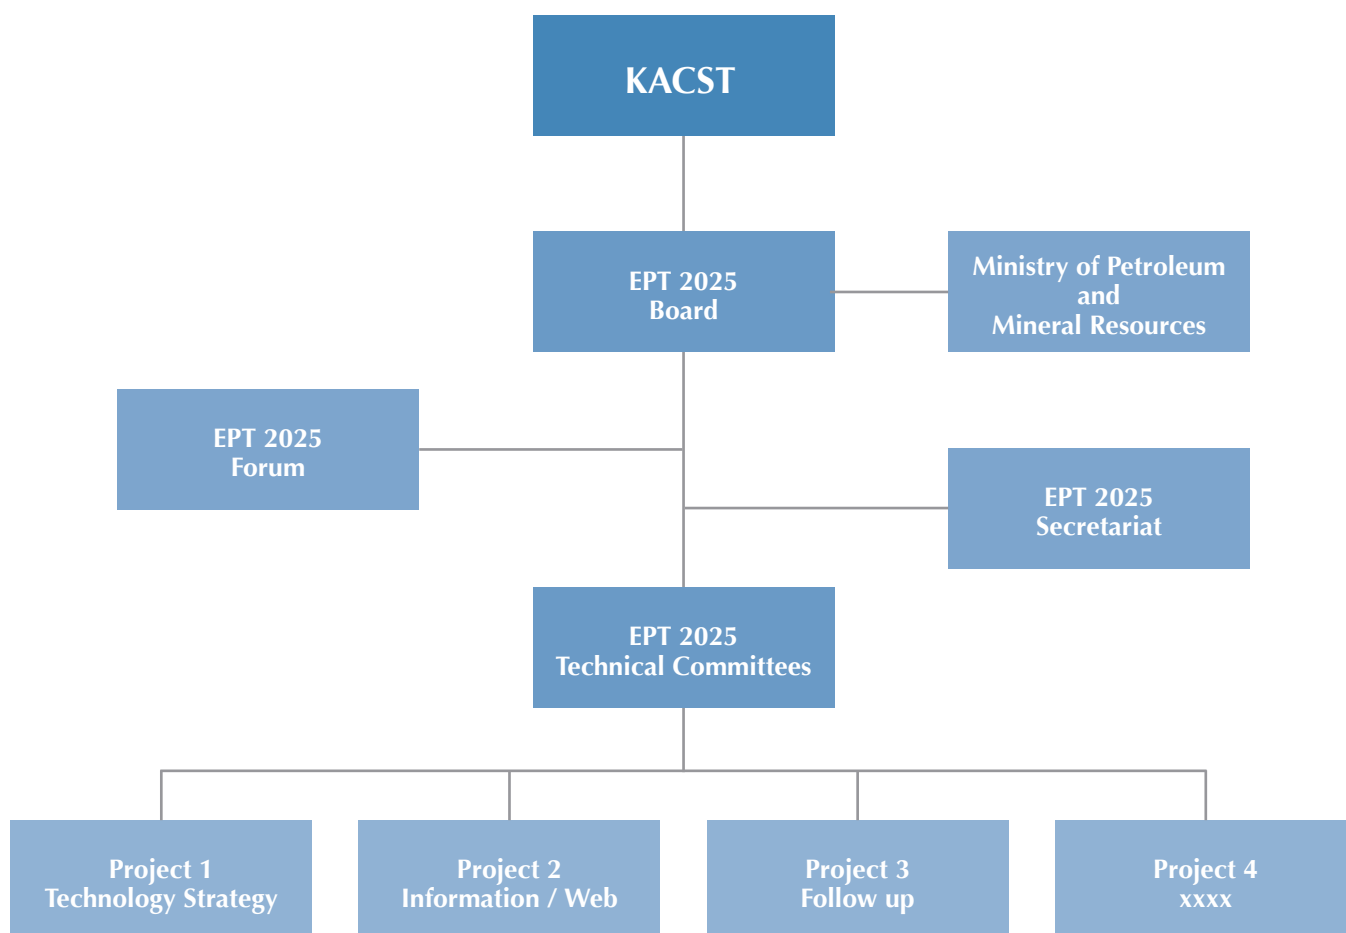 KACST
EPT 2025
Board
Ministry of Petroleum
and
Mineral Resources
EPT 2025
Forum
EPT 2025
Secretariat
EPT 2025
Technical Committees
Project 1
Technology Strategy
Project 2
Information / Web
Project 3
Follow up
Project 4
xxxx